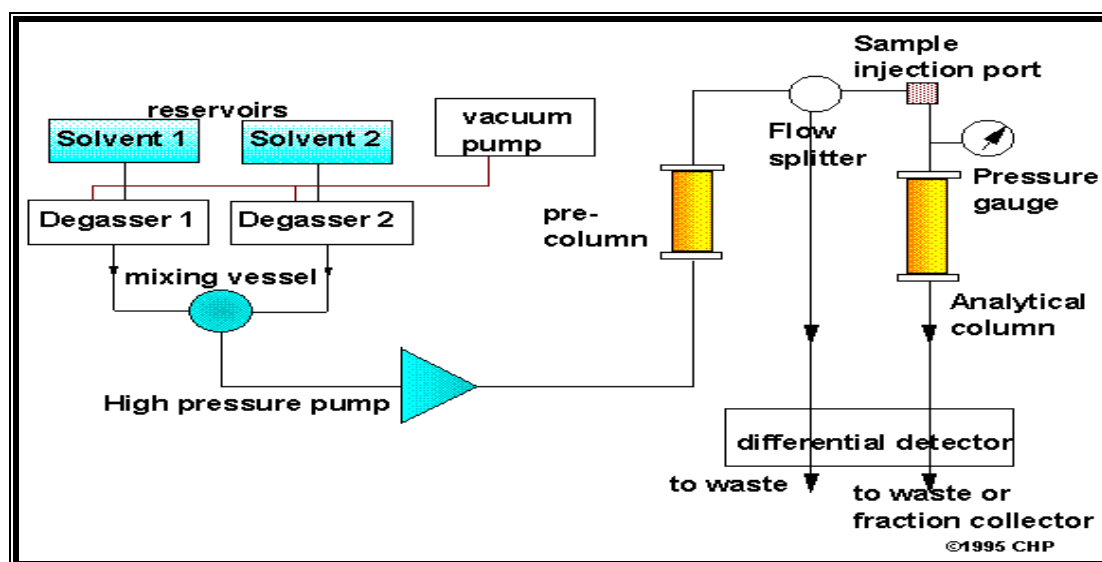 reservoirs
Solvent 1
Solvent 2
vacuum
pump
Degasser 1
Degasser 2
mixing vessel
High pressure pump
pre-
column
Sample
injection port
Flow
splitter
Pressure
gauge
Analytical
column
differential detector
to waste
to waste or
fraction collector
©1995 CHP